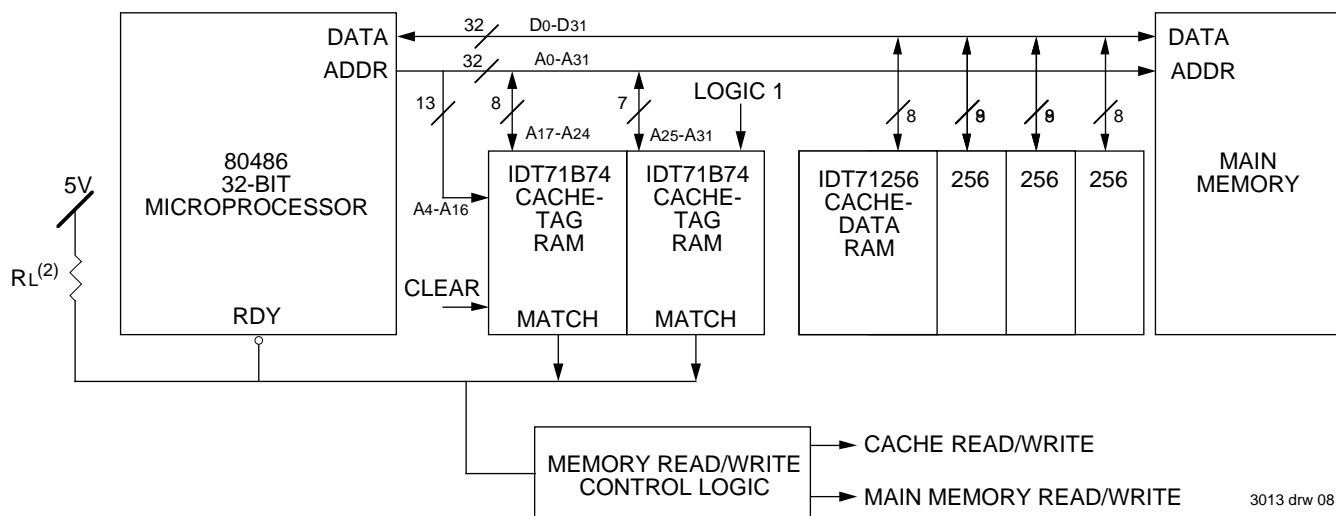 32 D0-D31
DATA
DATA
32 A0-A31
ADDR
ADDR
13
8
7
LOGIC 1
8
8
A17-A24
A25-A31
80486
32-BIT
MICROPROCESSOR
IDT71B74
CACHE-
TAG
RAM
IDT71B74
CACHE-
TAG
RAM
IDT71256
CACHE-
DATA
RAM
256
256
256
MAIN
MEMORY
5V
A4-A16
RL(2)
CLEAR
RDY
MATCH
MATCH
MEMORY READ/WRITE
CONTROL LOGIC
CACHE READ/WRITE
MAIN MEMORY READ/WRITE
3013 drw 08